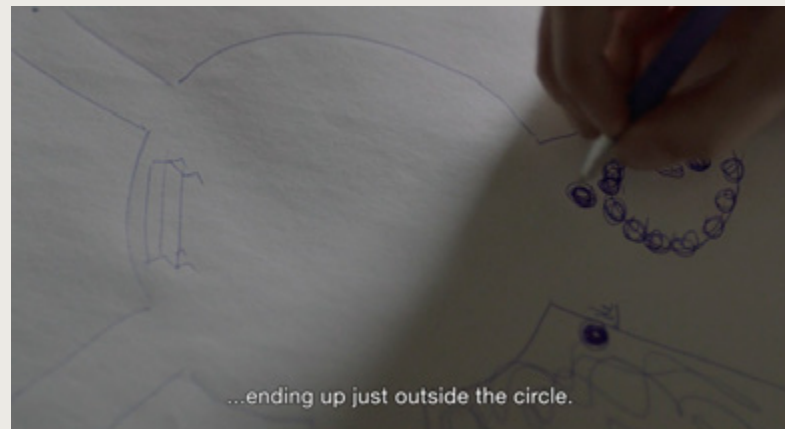 ...ending up just outside the circle.